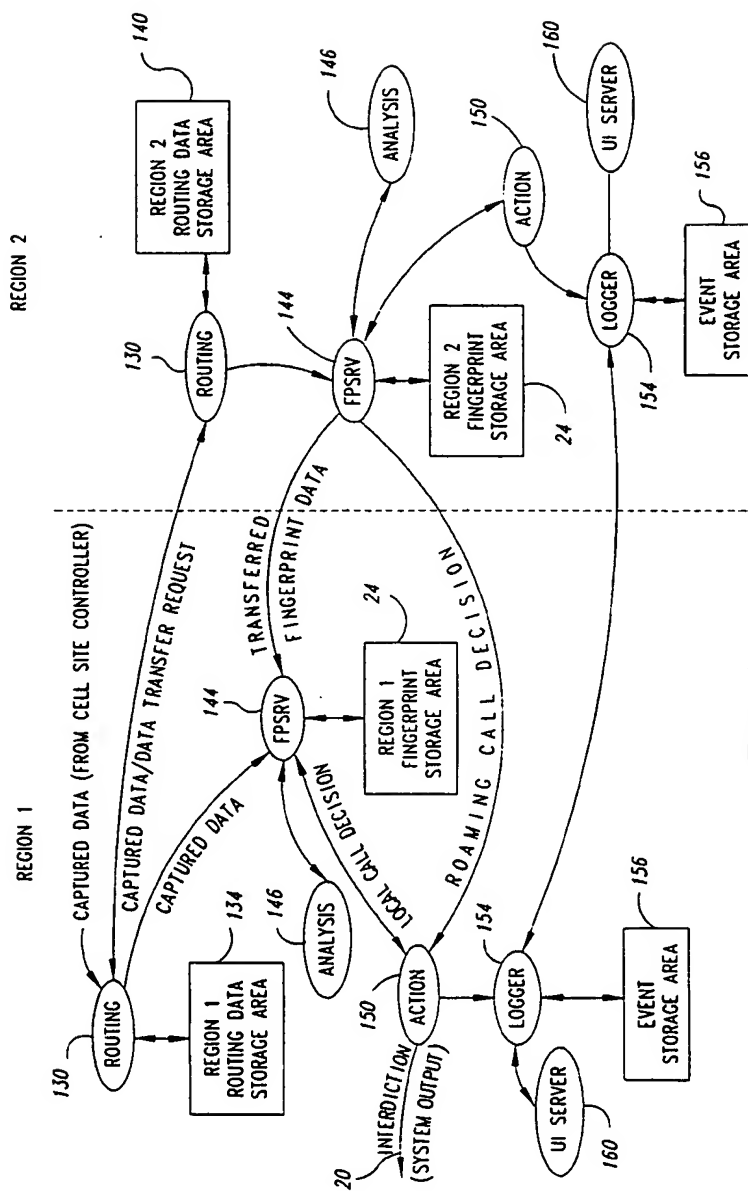 REGION 1
REGION 2
CAPTURED DATA (FROM CELL SITE CONTROLLER)
CAPTURED DATA/DATA TRANSFER REQUEST
CAPTURED DATA
130
ROUTING
134
REGION 1
ROUTING DATA
STORAGE AREA
130
ROUTING
140
REGION 2
ROUTING DATA
STORAGE AREA
144
FPSRV
24
REGION 1
FINGERPRINT
STORAGE AREA
TRANSFERRED
FINGERPRINT DATA
144
FPSRV
REGION 2
FINGERPRINT
STORAGE AREA
24
146
ANALYSIS
146
ANALYSIS
LOCAL CALL DECISION
ROAMING CALL DECISION
150
ACTION
150
ACTION
20
INTERDICTION
(SYSTEM OUTPUT)
154
LOGGER
UI SERVER
160
156
EVENT
STORAGE AREA
LOGGER
154
160
UI SERVER
156
EVENT
STORAGE AREA